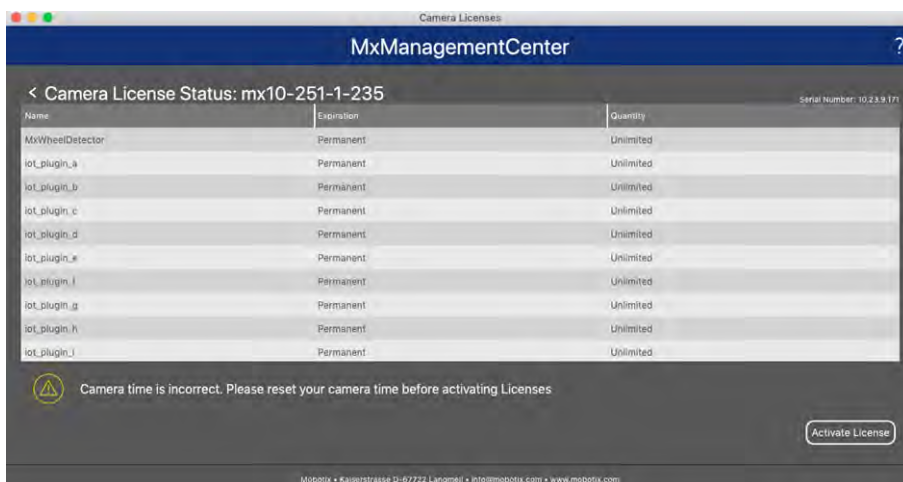 Camera Licenses
MxManagementCenter ?
< Camera License Status: mx10-251-1-235
Serial Number: 10.23.9.171
Name Expiration Quantity
MxWheelDetector Permanent Unlimited
iot_plugin_a Permanent Unlimited
iot_plugin_b Permanent Unlimited
iot_plugin_c Permanent Unlimited
iot_plugin_d Permanent Unlimited
iot_plugin_e Permanent Unlimited
iot_plugin_f Permanent Unlimited
iot_plugin_g Permanent Unlimited
iot_plugin_h Permanent Unlimited
iot_plugin_i Permanent Unlimited
Camera time is incorrect. Please reset your camera time before activating Licenses
Activate License
Mobotix • Kaiserstrasse D-67722 Langmeil • info@mobotix.com • www.mobotix.com